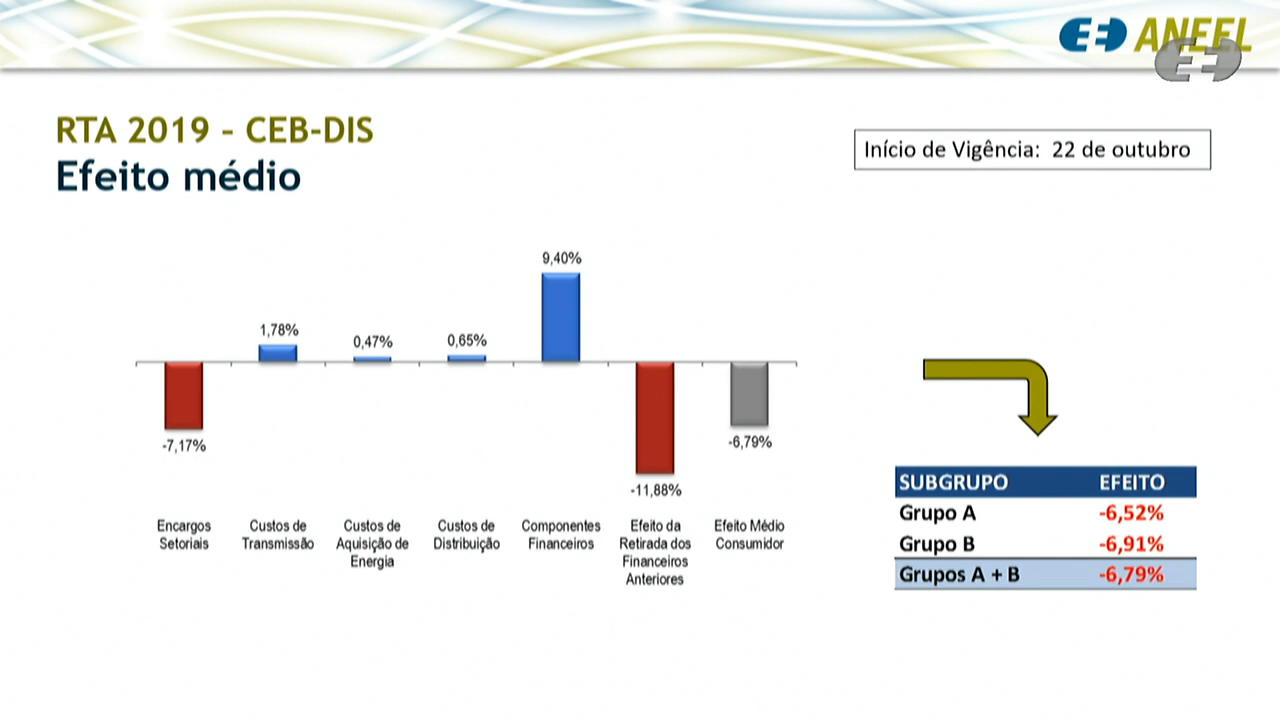 ANEEL
RTA 2019 - CEB-DIS
Efeito médio
Início de Vigência: 22 de outubro
9,40%
1,78%
0,47%
0,65%
-7,17%
-6,79%
-11,88%
Encargos
Setoriais
Custos de
Transmissão
Custos de
Aquisição de
Energia
Custos de
Distribuição
Componentes
Financeiros
Efeito da
Retirada dos
Financeiros
Anteriores
Efeito Médio
Consumidor
SUBGRUPO EFEITO
Grupo A -6,52%
Grupo B -6,91%
Grupos A + B -6,79%